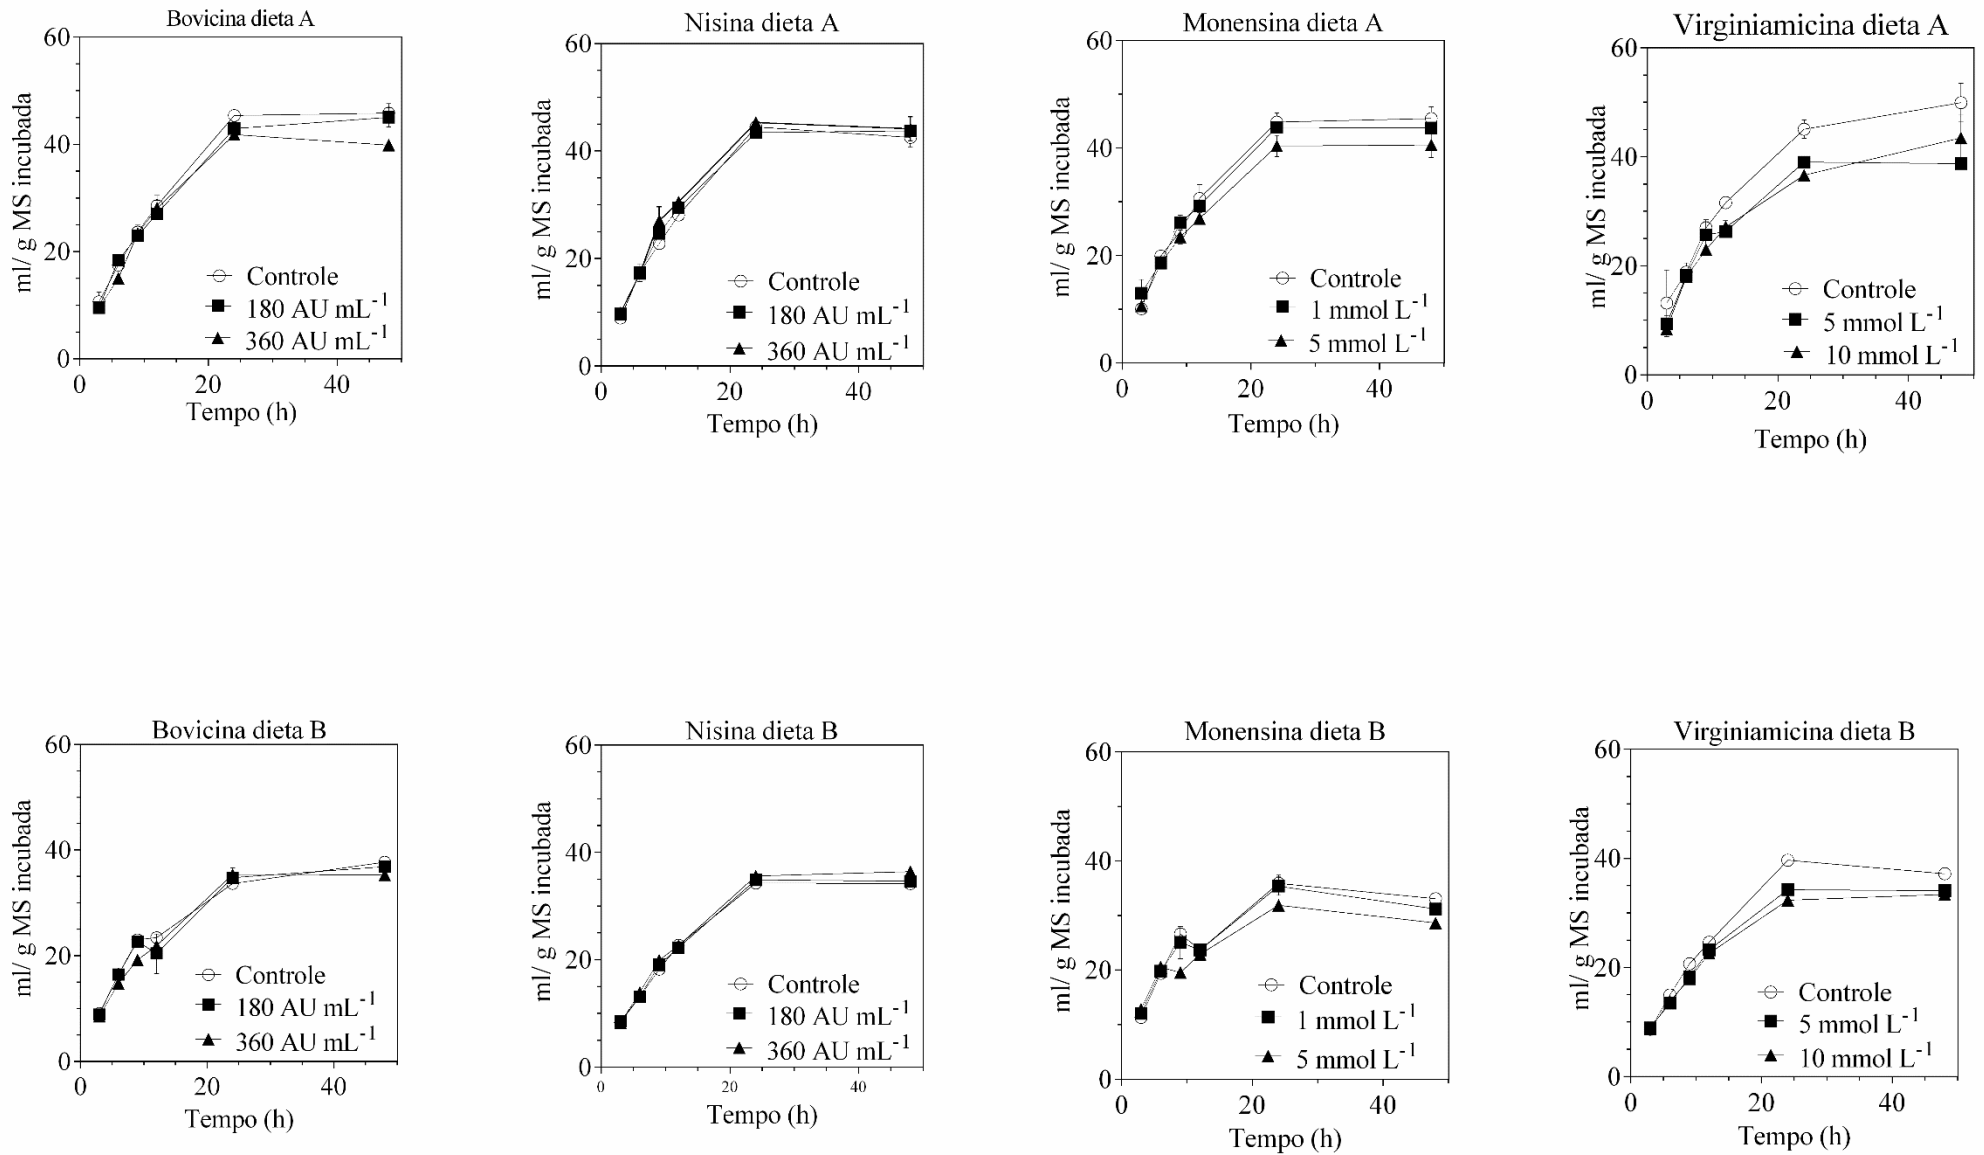 Bovicina dieta A
60
40
20
0
0
20
40
ml/ g MS incubada
Tempo (h)
Controle
180 AU mL-1
360 AU mL-1
Nisina dieta A
60
40
20
0
0
20
40
ml/ g MS incubada
Tempo (h)
Controle
180 AU mL-1
360 AU mL-1
Monensina dieta A
60
40
20
0
0
20
40
ml/ g MS incubada
Tempo (h)
Controle
1 mmol L-1
5 mmol L-1
Virginiamicina dieta A
60
40
20
0
0
20
40
ml/ g MS incubada
Tempo (h)
Controle
5 mmol L-1
10 mmol L-1
Bovicina dieta B
60
40
20
0
0
20
40
ml/ g MS incubada
Tempo (h)
Controle
180 AU mL-1
360 AU mL-1
Nisina dieta B
60
40
20
0
0
20
40
ml/ g MS incubada
Tempo (h)
Controle
180 AU mL-1
360 AU mL-1
Monensina dieta B
60
40
20
0
0
20
40
ml/ g MS incubada
Tempo (h)
Controle
1 mmol L-1
5 mmol L-1
Virginiamicina dieta B
60
40
20
0
0
20
40
ml/ g MS incubada
Tempo (h)
Controle
5 mmol L-1
10 mmol L-1